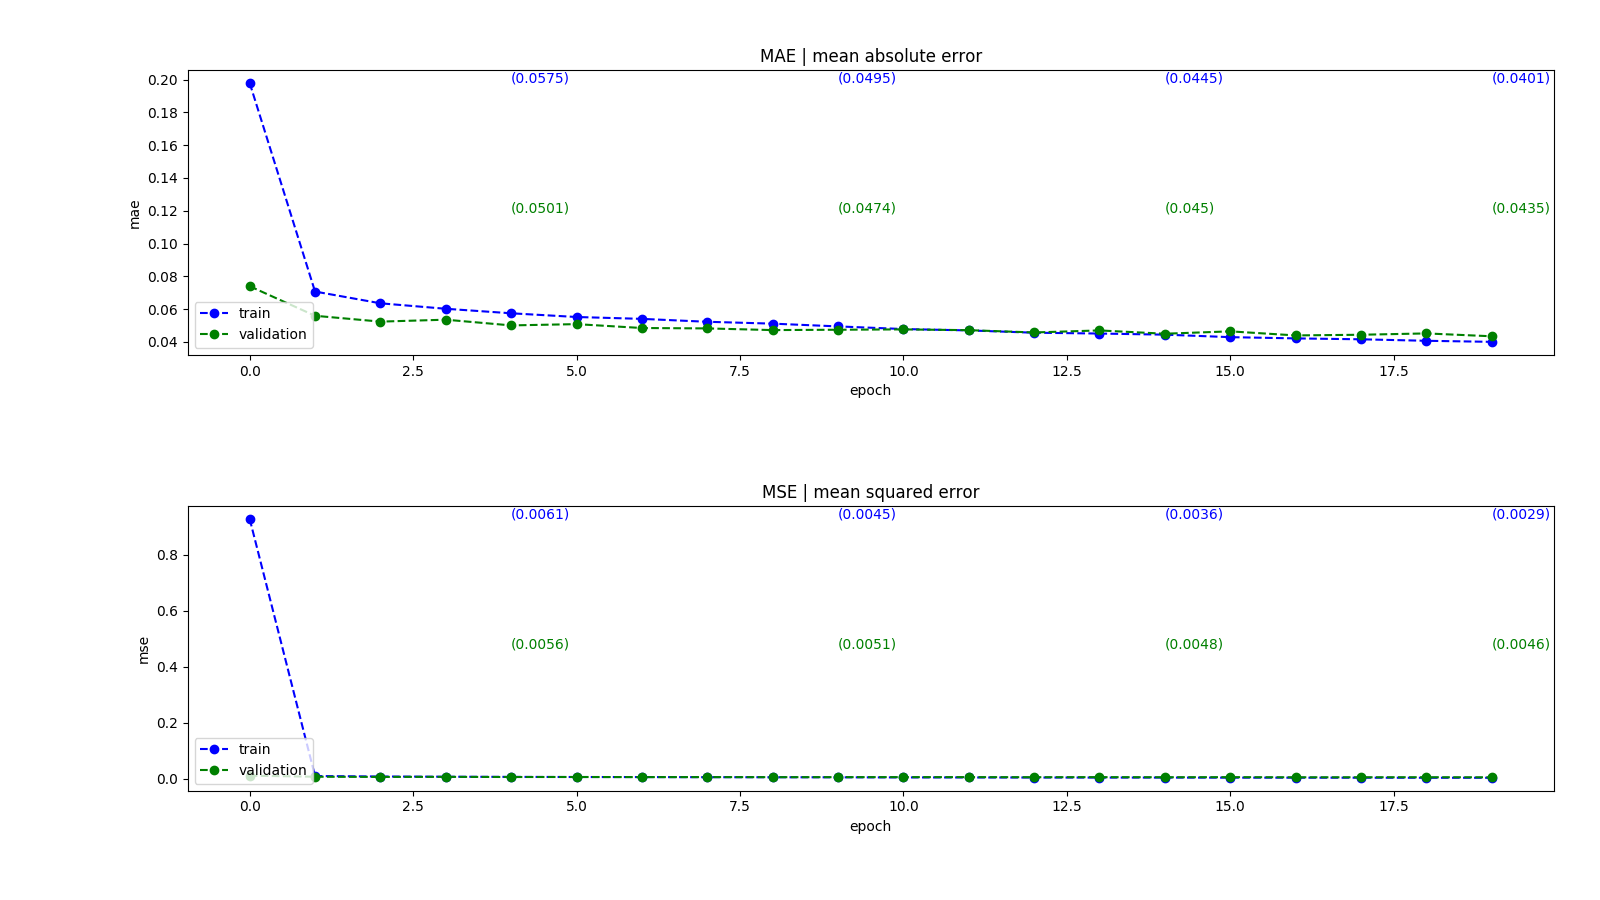 MAE | mean absolute error
0.20
0.18
0.16
0.14
0.12
0.10
0.08
0.06
0.04
mae
(0.0575) (0.0495) (0.0445) (0.0401)
(0.0501) (0.0474) (0.045) (0.0435)
train
validation
0.0 2.5 5.0 7.5 10.0 12.5 15.0 17.5
epoch
MSE | mean squared error
0.8
0.6
0.4
0.2
0.0
mse
(0.0061) (0.0045) (0.0036) (0.0029)
(0.0056) (0.0051) (0.0048) (0.0046)
train
validation
0.0 2.5 5.0 7.5 10.0 12.5 15.0 17.5
epoch